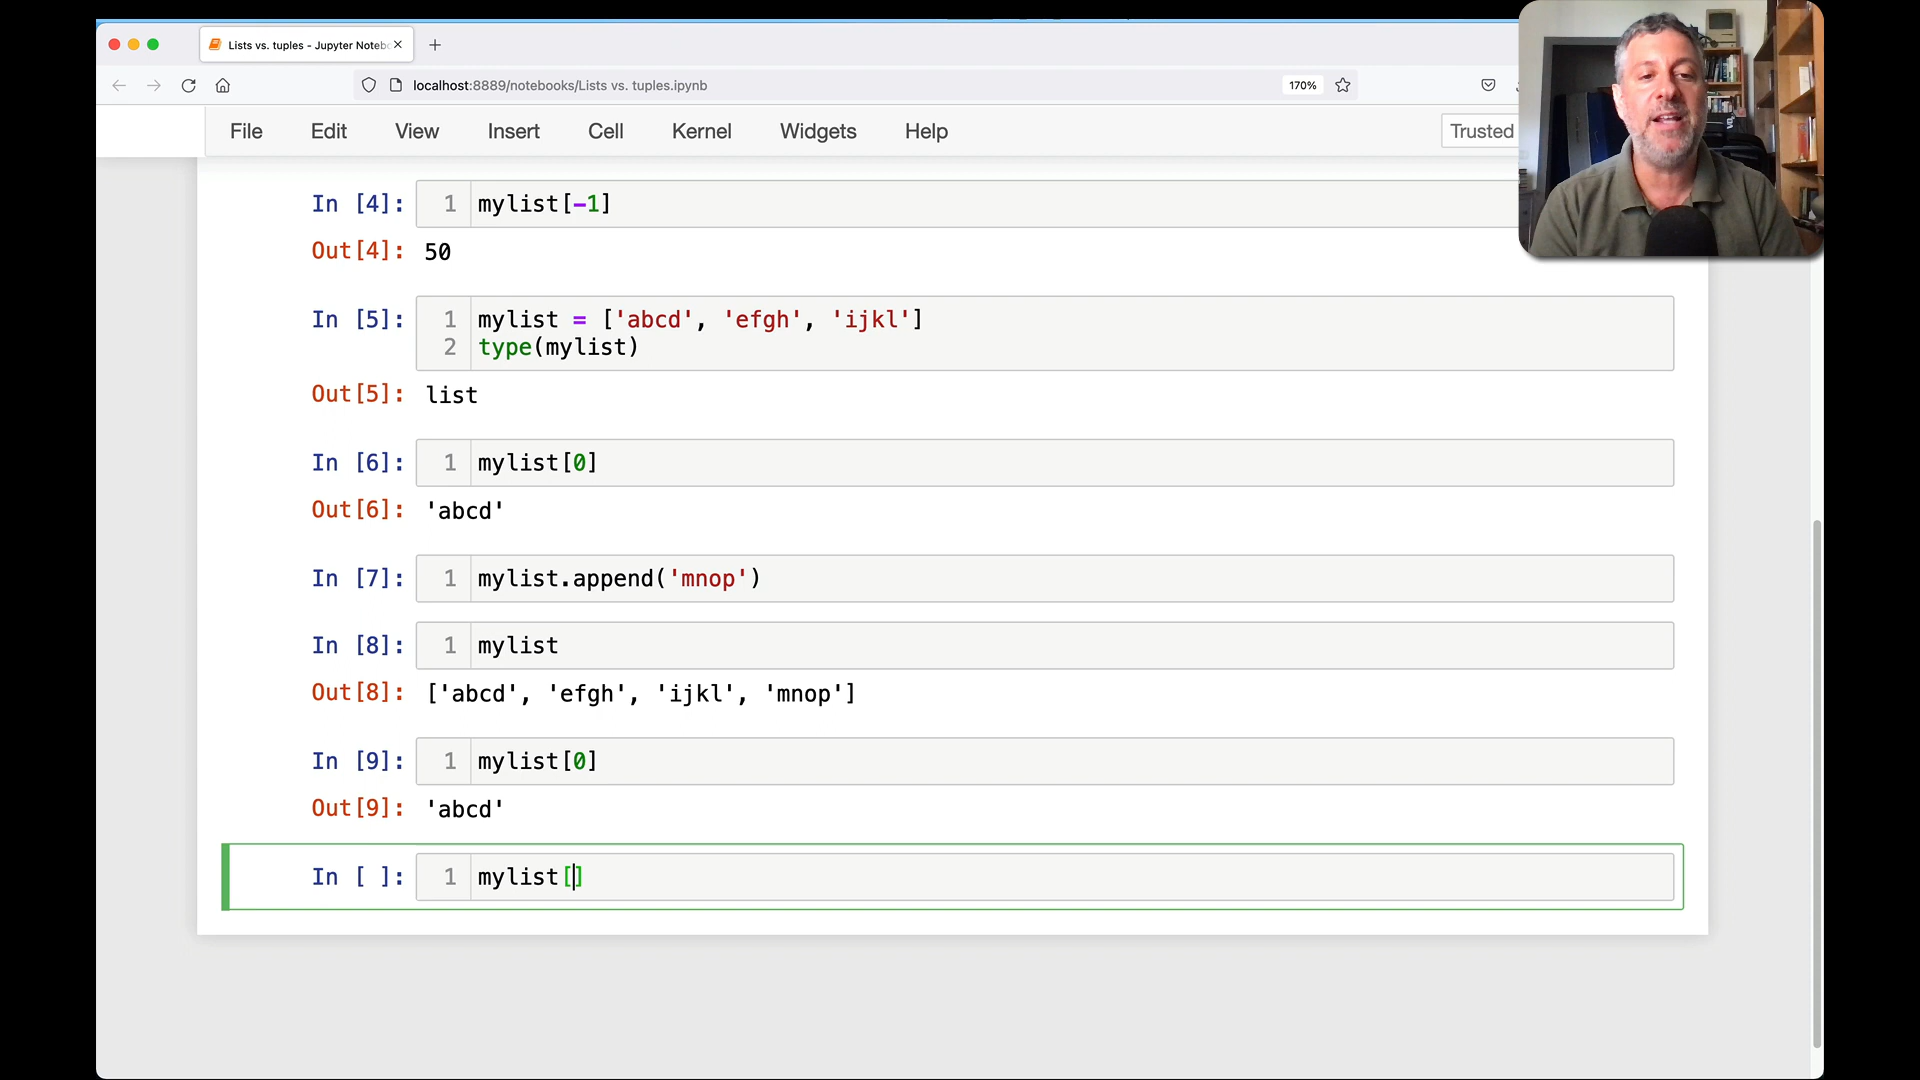 Lists vs. tuples - Jupyter Noteb
localhost:8889/notebooks/Lists vs. tuples.ipynb
170%
File Edit View Insert Cell Kernel Widgets Help
Trusted
In [4]: 1 mylist[-1]
Out[4]: 50
In [5]: 1 mylist = ['abcd', 'efgh', 'ijkl']
2 type(mylist)
Out[5]: list
In [6]: 1 mylist[0]
Out[6]: 'abcd'
In [7]: 1 mylist.append('mnop')
In [8]: 1 mylist
Out[8]: ['abcd', 'efgh', 'ijkl', 'mnop']
In [9]: 1 mylist[0]
Out[9]: 'abcd'
In [ ]: 1 mylist[]